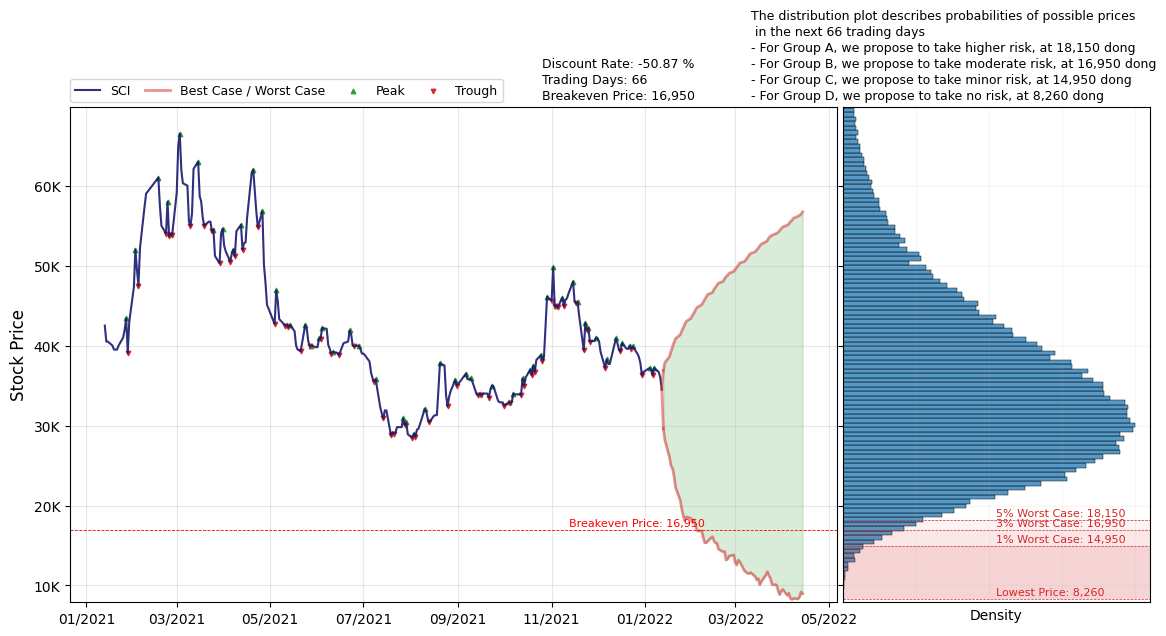 The distribution plot describes probabilities of possible prices
in the next 66 trading days
- For Group A, we propose to take higher risk, at 18,150 dong
- For Group B, we propose to take moderate risk, at 16,950 dong
- For Group C, we propose to take minor risk, at 14,950 dong
- For Group D, we propose to take no risk, at 8,260 dong
Discount Rate: -50.87 %
Trading Days: 66
Breakeven Price: 16,950
SCI Best Case / Worst Case Peak Trough
Stock Price
60K
50K
40K
30K
20K
10K
Breakeven Price: 16,950
01/2021 03/2021 05/2021 07/2021 09/2021 11/2021 01/2022 03/2022 05/2022
5% Worst Case: 18,150
3% Worst Case: 16,950
1% Worst Case: 14,950
Lowest Price: 8,260
Density